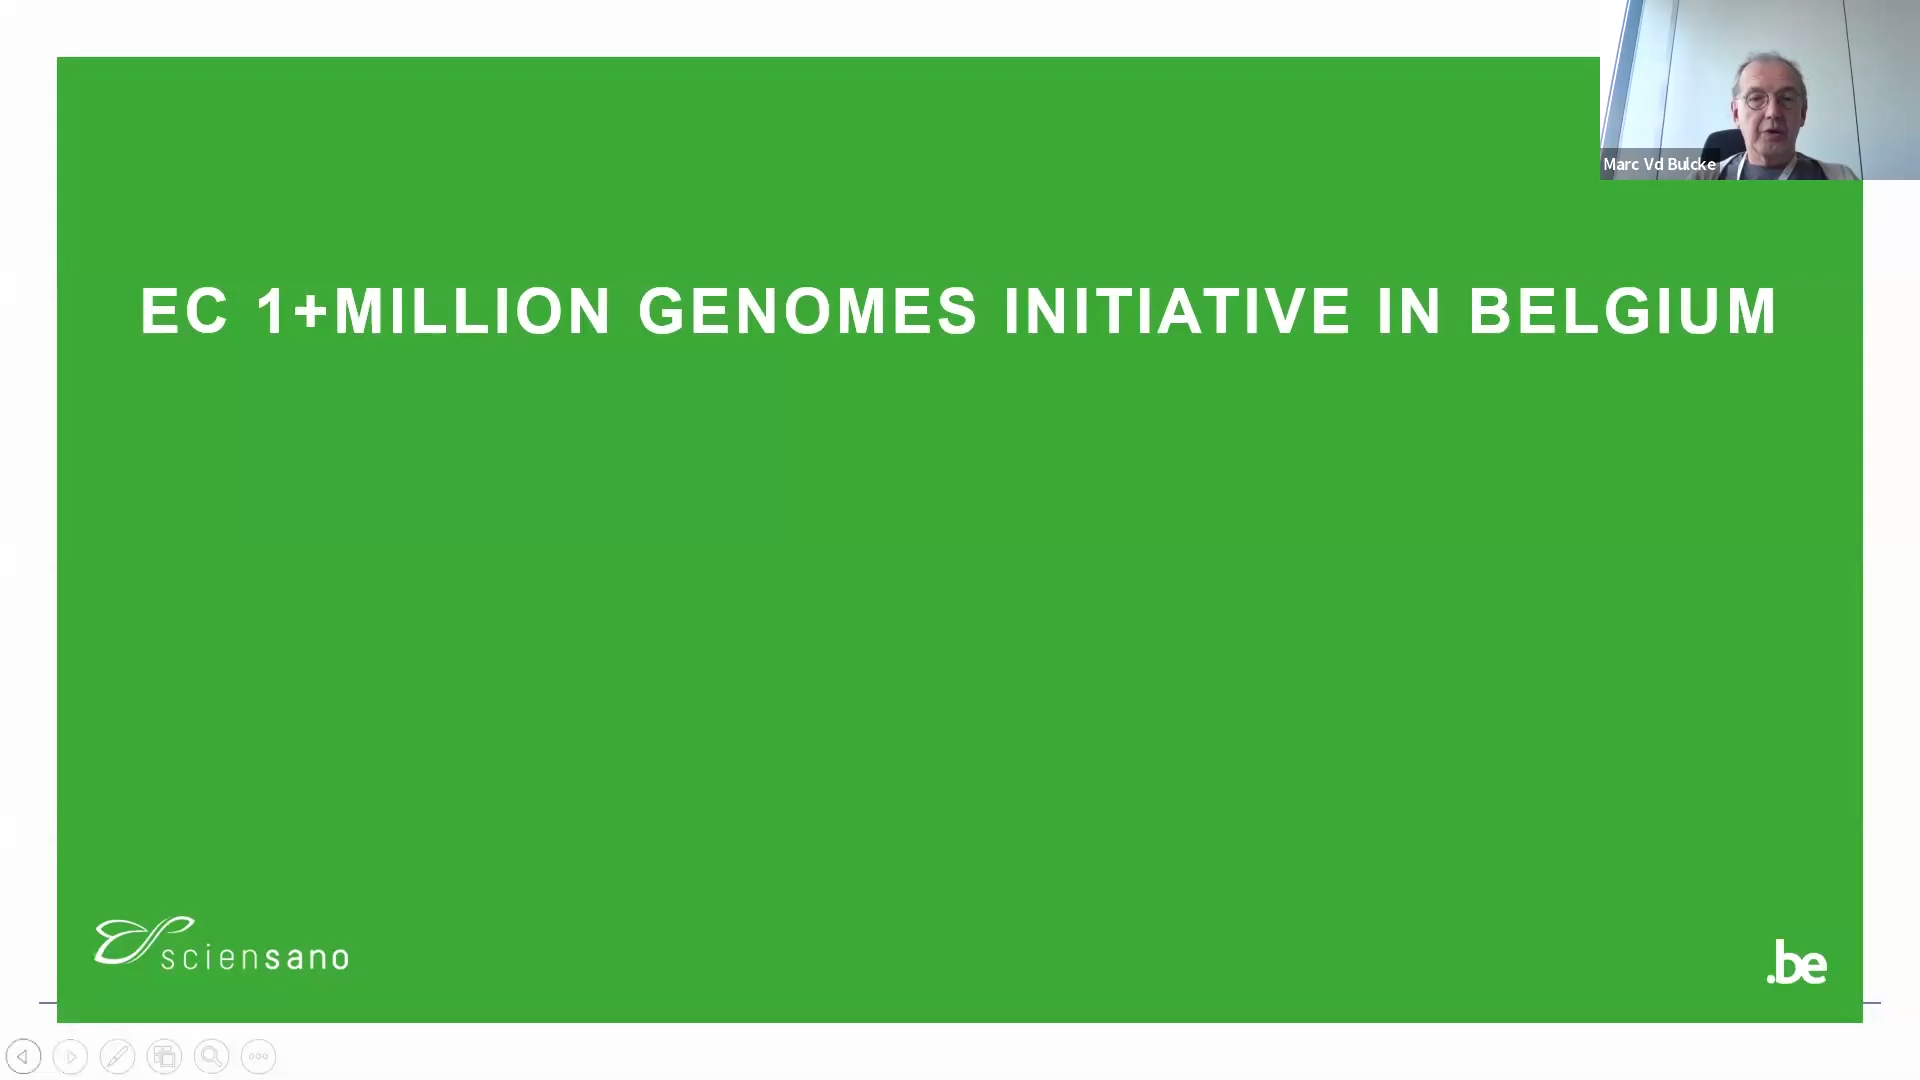 Marc Vd Bulcke
EC 1+MILLION GENOMES INITIATIVE IN BELGIUM
sciensano
.be